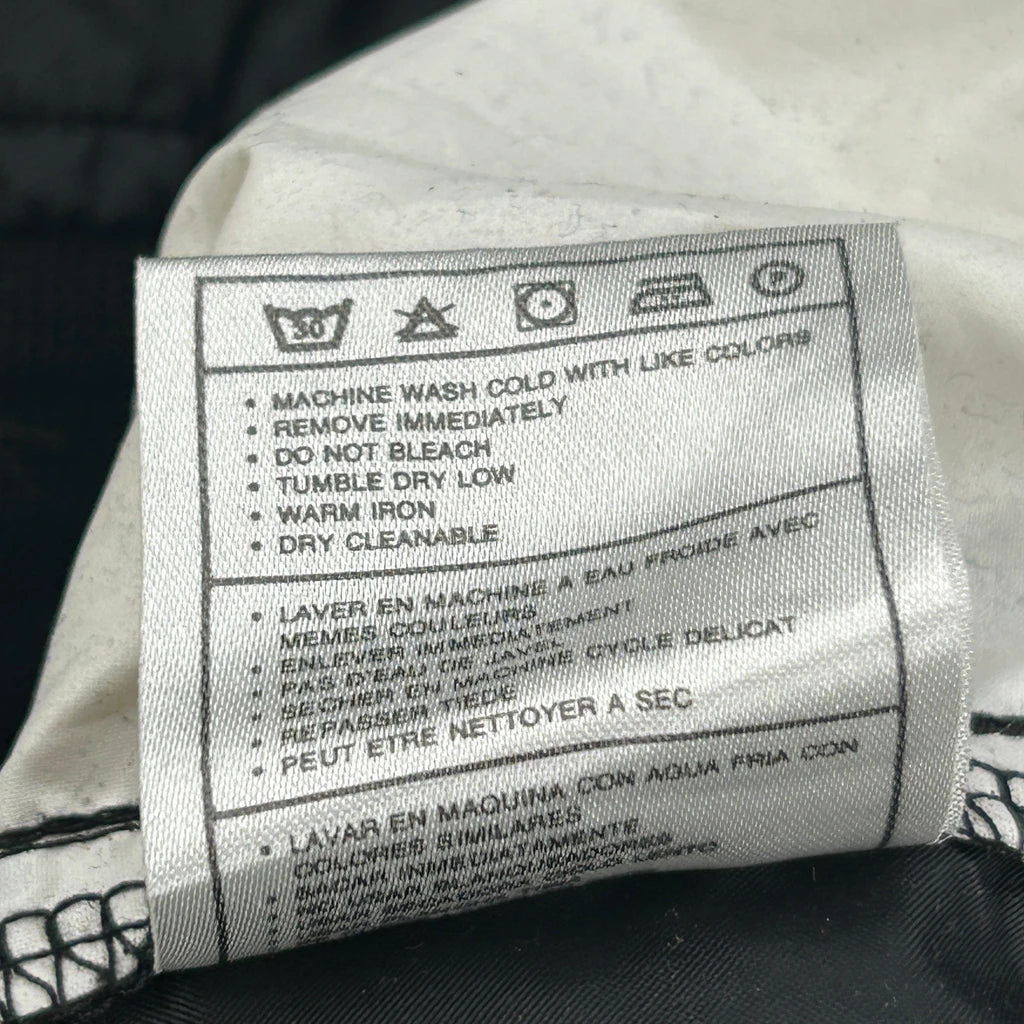 30
P
• MACHINE WASH COLD WITH LIKE COLORS
• REMOVE IMMEDIATELY
• DO NOT BLEACH
• TUMBLE DRY LOW
• WARM IRON
• DRY CLEANABLE
• LAVER EN MACHINE A EAU FROIDE AVEC
MEMES COULEURS
• ENLEVER IMMEDIATEMENT
• PAS D'EAU DE JAVEL
• SECHER EN MACHINE CYCLE DELICAT
• REPASSER TIEDE
• PEUT ETRE NETTOYER A SEC
• LAVAR EN MAQUINA CON AGUA FRIA CON
COLORES SIMILARES
INMEDIATAMENTE